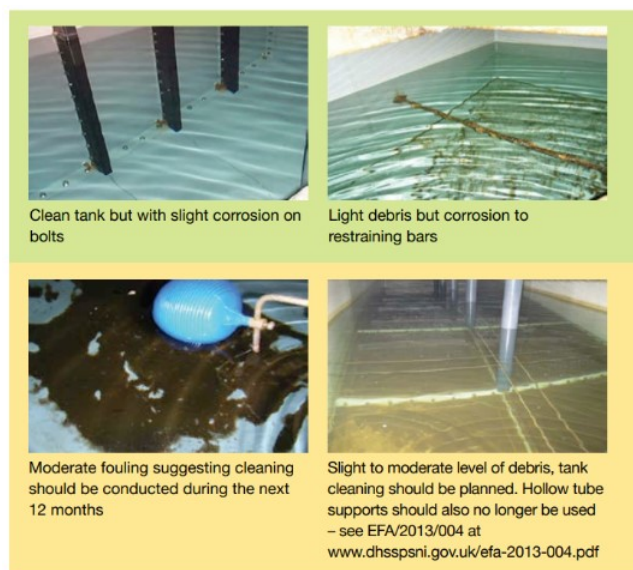 Clean tank but with slight corrosion on
bolts
Light debris but corrosion to
restraining bars
Moderate fouling suggesting cleaning
should be conducted during the next
12 months
Slight to moderate level of debris, tank
cleaning should be planned. Hollow tube
supports should also no longer be used
– see EFA/2013/004 at
www.dhsspsni.gov.uk/efa-2013-004.pdf